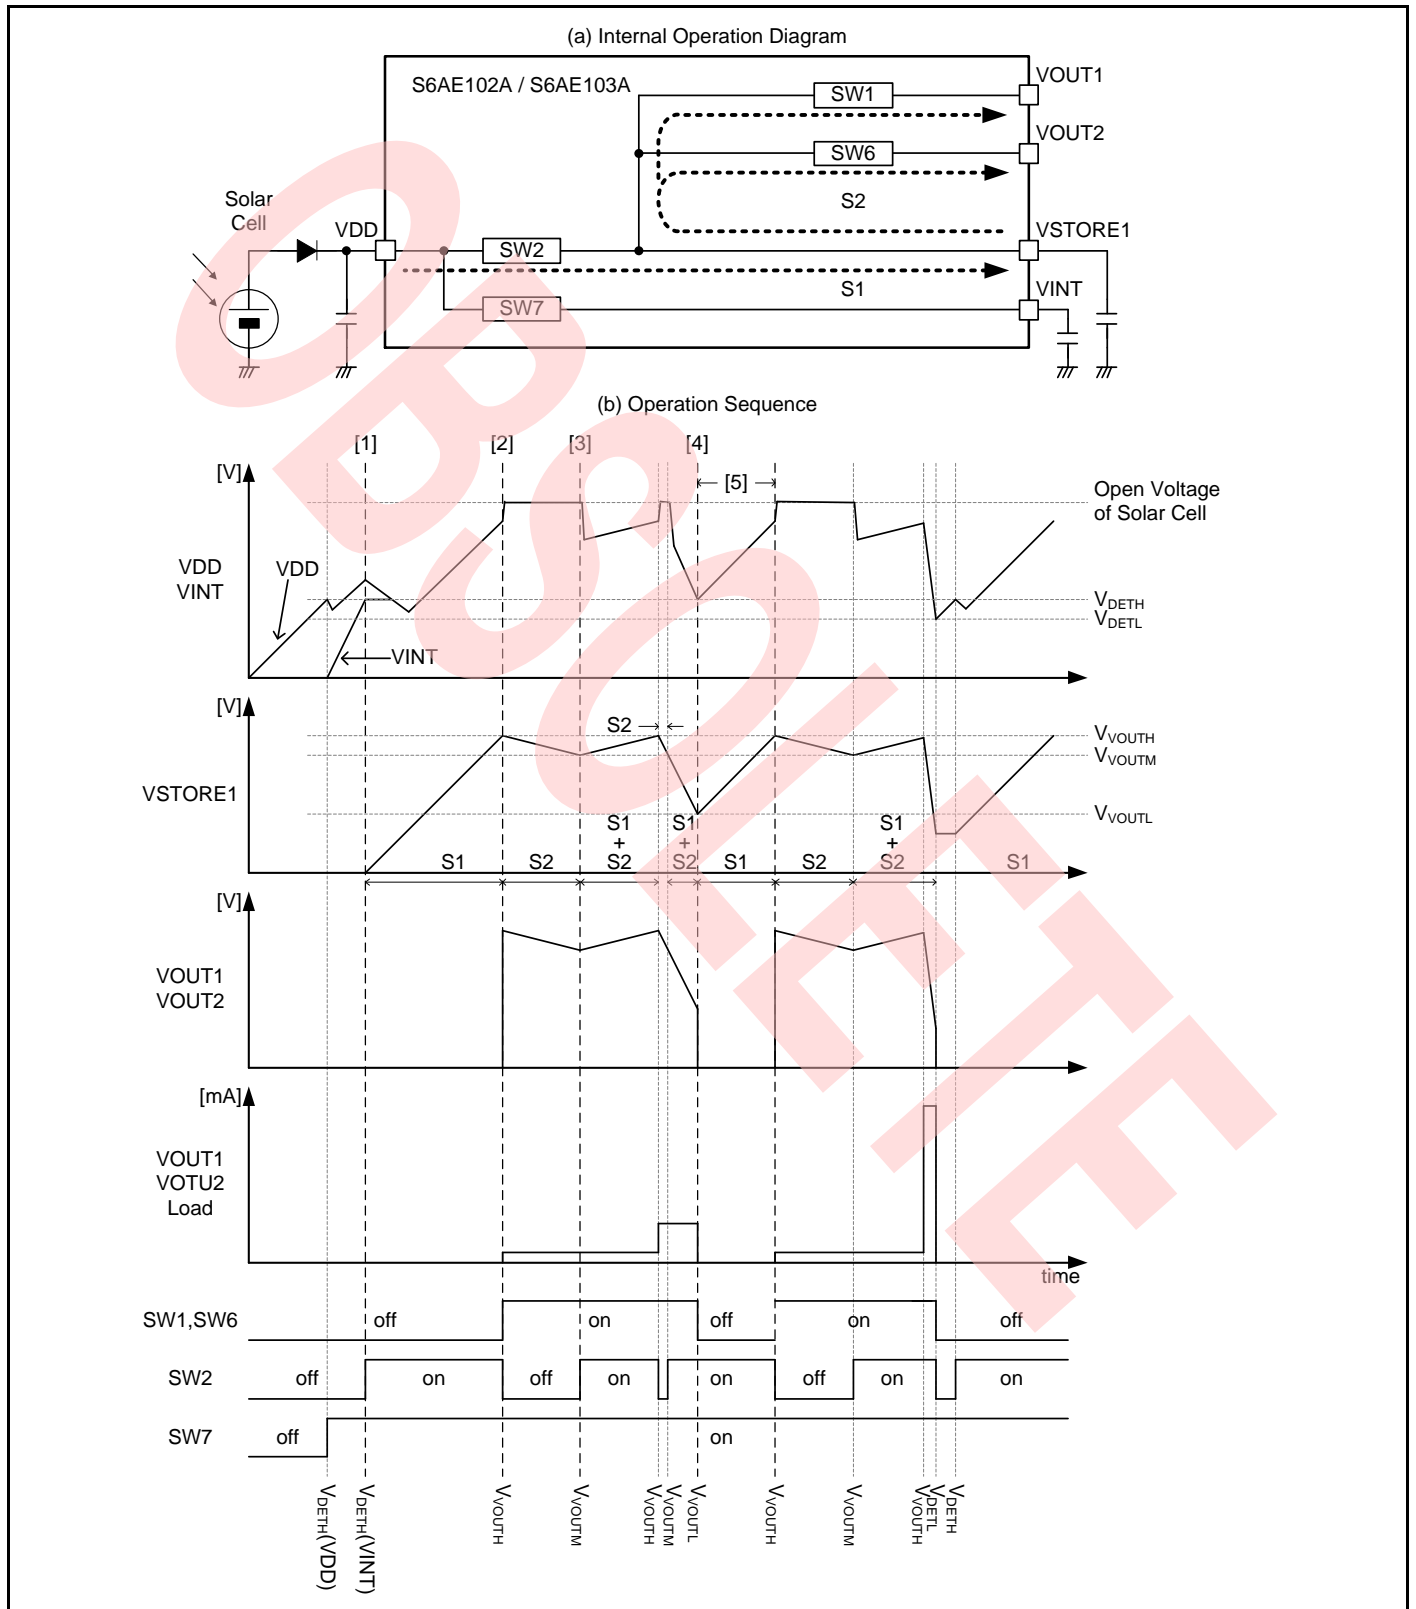 (a) Internal Operation Diagram
S6AE102A / S6AE103A
VOUT1
SW1
VOUT2
SW6
Solar
Cell
S2
VDD
VSTORE1
SW2
S1
VINT
SW7
(b) Operation Sequence
[1]
[2]
[3]
[4]
[V]
[5]
Open Voltage
of Solar Cell
VDD
VINT
VDD
VDETH
VDETL
VINT
[V]
S2
VVOUTH
VVOUTM
VSTORE1
VVOUTL
S1
+
S2
S1
+
S2
S1
+
S2
S1
S2
S1
S2
S1
[V]
VOUT1
VOUT2
[mA]
VOUT1
VOTU2
Load
time
SW1,SW6
off
on
off
on
off
SW2
off
on
off
on
on
off
on
on
SW7
off
on
VDETH(VDD)
VDETH(VINT)
VVOUTH
VVOUTM
VVOUTH
VVOUTM
VVOUTL
VVOUTH
VVOUTM
VVOUTH
VDETL
VDETH
OBSOLETE